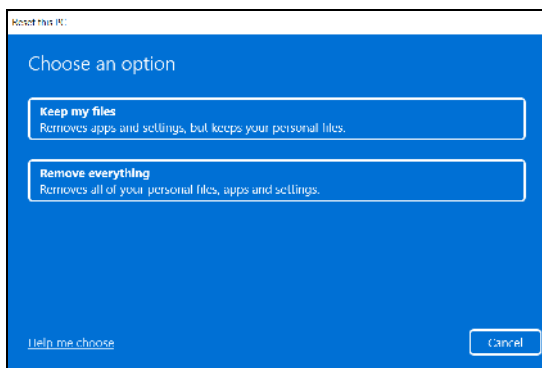 Reset this PC
Choose an option
Keep my files
Removes apps and settings, but keeps your personal files.
Remove everything
Removes all of your personal files, apps and settings.
Help me choose
Cancel